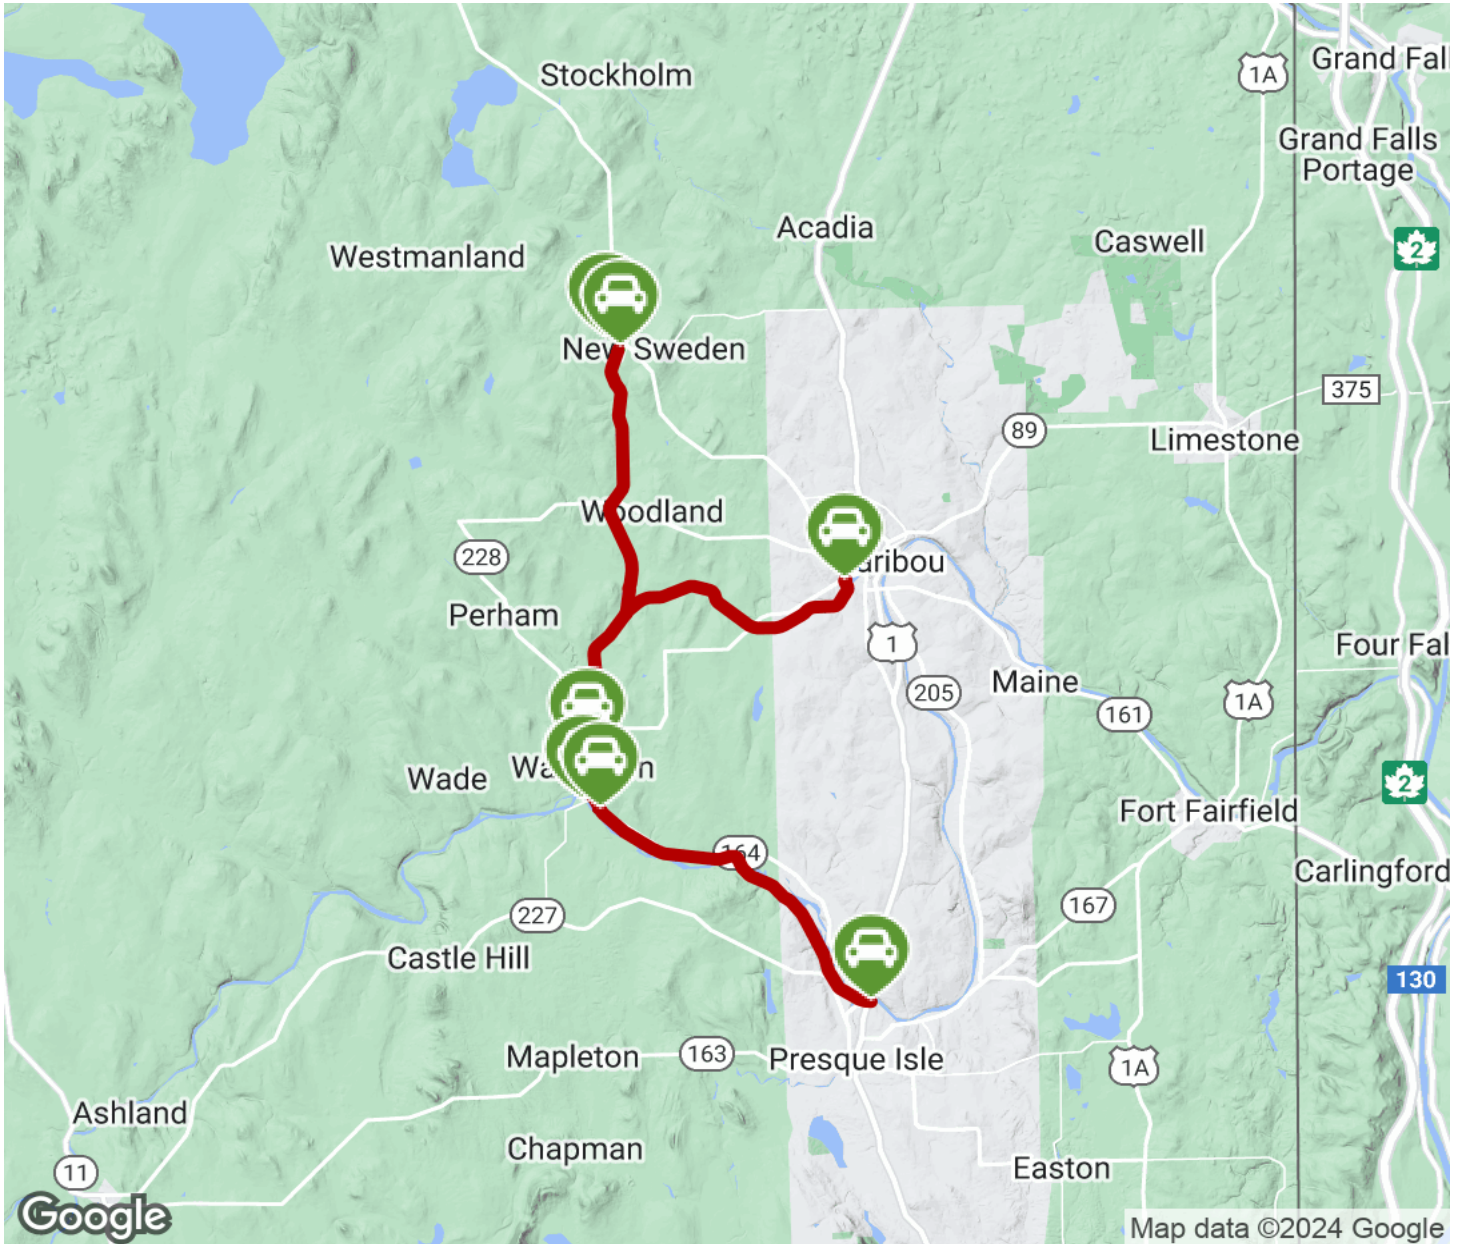 Stockholm
1A
Grand Fal
Grand Falls
Portage
Acadia
Caswell
2
Westmanland
New Sweden
375
89
Limestone
Woodland
228
aribou
Perham
1
Four Fal
Maine
205
1A
161
Wa
n
Wade
2
Fort Fairfield
164
Carlingford
167
227
Castle Hill
130
Mapleton
163
Presque Isle
1A
Ashland
Chapman
Easton
11
Google
Map data ©2024 Google